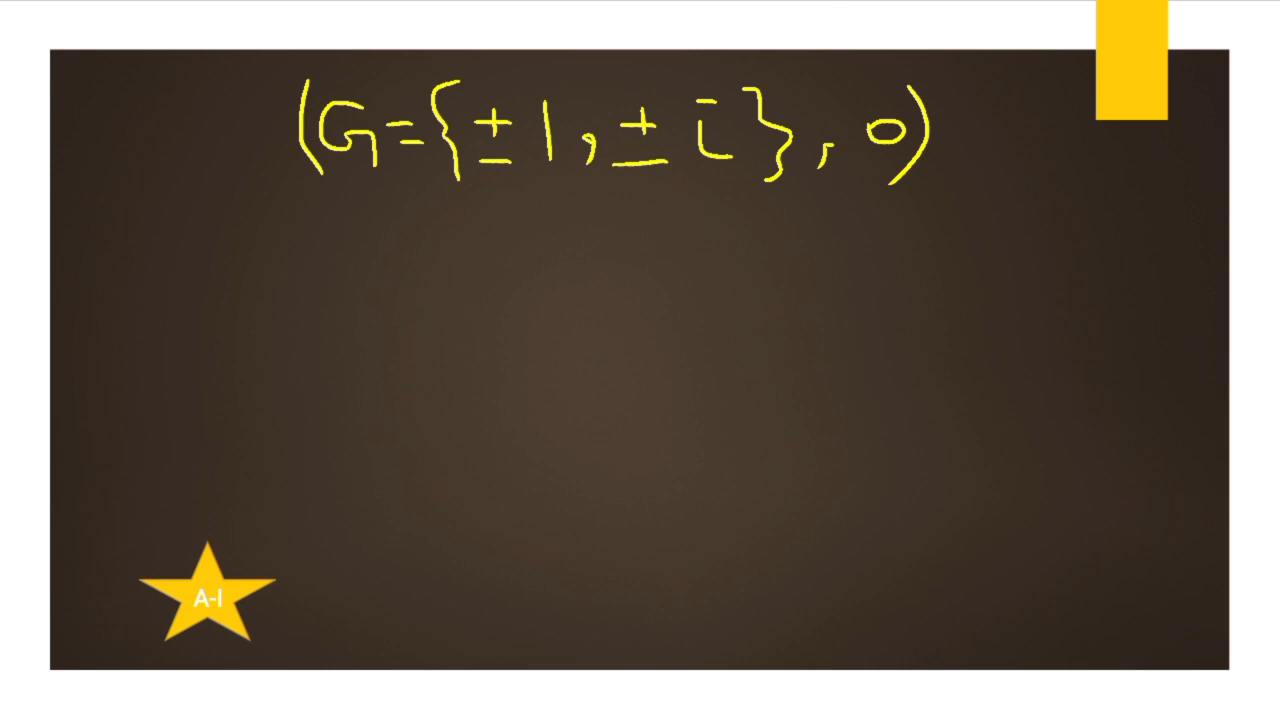 (G={±1,± i}, o)
A-I